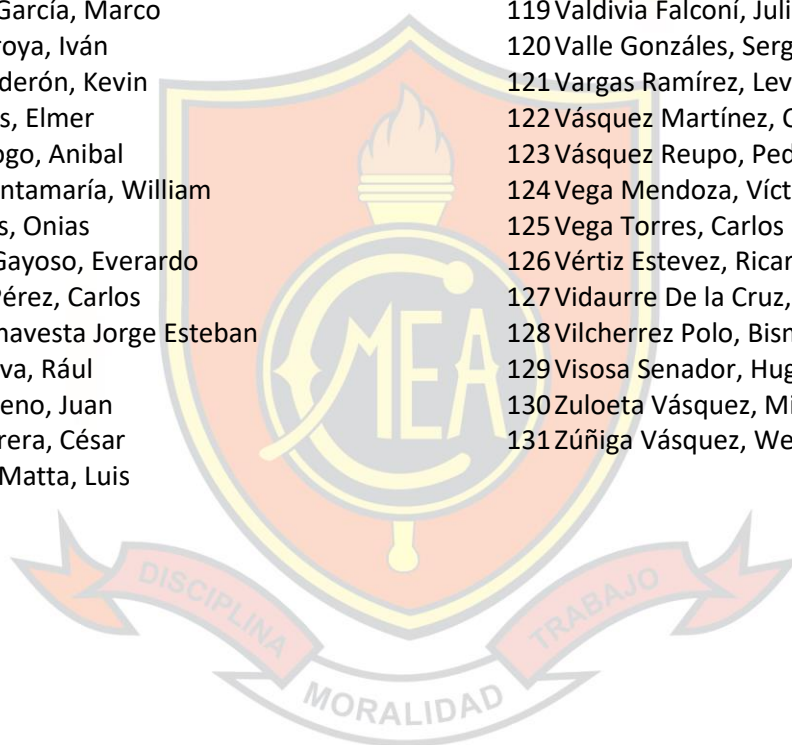 García, Marco
roya, Iván
derón, Kevin
s, Elmer
ogo, Anibal
ntamaría, William
s, Onias
Gayoso, Everardo
Pérez, Carlos
navesta Jorge Esteban
va, Rául
eno, Juan
rera, César
Matta, Luis
119 Valdivia Falconí, Juli
120 Valle Gonzáles, Serg
121 Vargas Ramírez, Lev
122 Vásquez Martínez, C
123 Vásquez Reupo, Ped
124 Vega Mendoza, Víct
125 Vega Torres, Carlos
126 Vértiz Estevez, Ricar
127 Vidaurre De la Cruz,
128 Vilcherrez Polo, Bism
129 Visosa Senador, Hug
130 Zuloeta Vásquez, Mi
131 Zúñiga Vásquez, We
CMEA
DISCIPLINA
MORALIDAD
TRABAJO